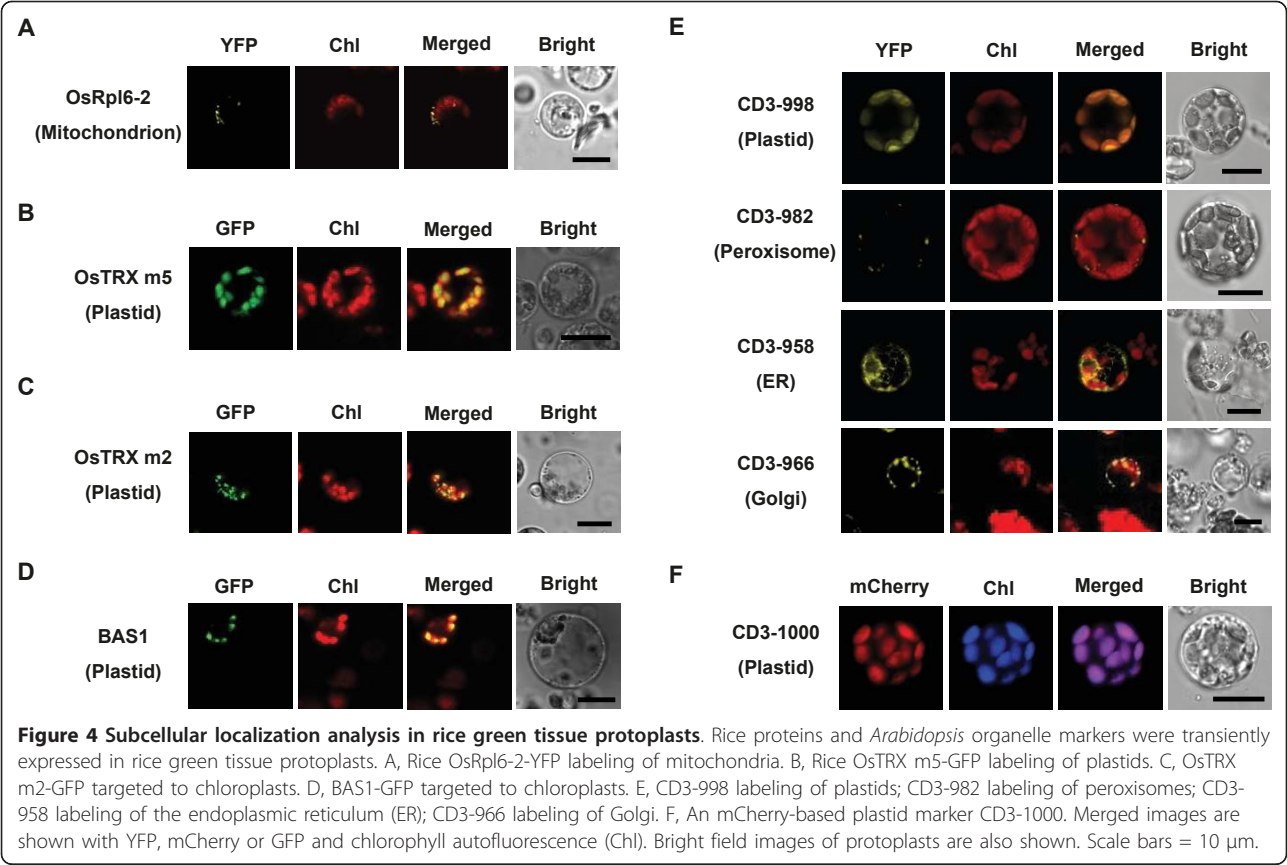 A
YFP Chl Merged Bright
OsRpl6-2
(Mitochondrion)
B
GFP Chl Merged Bright
OsTRX m5
(Plastid)
C
GFP Chl Merged Bright
OsTRX m2
(Plastid)
D
GFP Chl Merged Bright
BAS1
(Plastid)
E
YFP Chl Merged Bright
CD3-998
(Plastid)
CD3-982
(Peroxisome)
CD3-958
(ER)
CD3-966
(Golgi)
F
mCherry Chl Merged Bright
CD3-1000
(Plastid)
Figure 4 Subcellular localization analysis in rice green tissue protoplasts. Rice proteins and Arabidopsis organelle markers were transiently
expressed in rice green tissue protoplasts. A, Rice OsRpl6-2-YFP labeling of mitochondria. B, Rice OsTRX m5-GFP labeling of plastids. C, OsTRX
m2-GFP targeted to chloroplasts. D, BAS1-GFP targeted to chloroplasts. E, CD3-998 labeling of plastids; CD3-982 labeling of peroxisomes; CD3-
958 labeling of the endoplasmic reticulum (ER); CD3-966 labeling of Golgi. F, An mCherry-based plastid marker CD3-1000. Merged images are
shown with YFP, mCherry or GFP and chlorophyll autofluorescence (Chl). Bright field images of protoplasts are also shown. Scale bars = 10 μm.